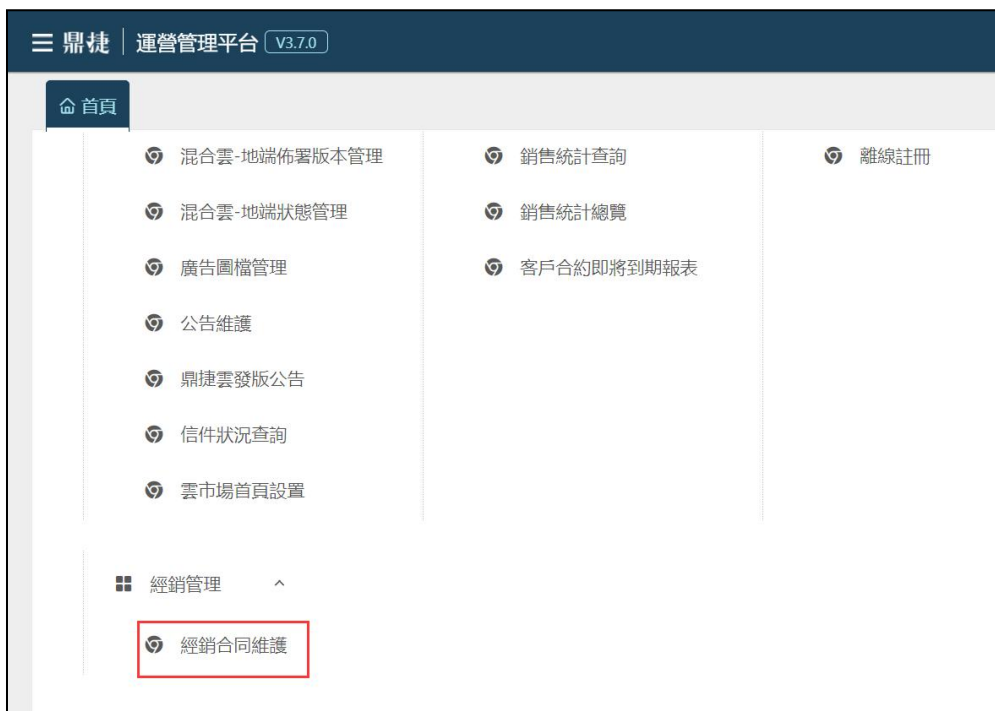 鼎捷 運營管理平台 V3.7.0
首頁
混合雲-地端佈署版本管理
混合雲-地端狀態管理
廣告圖檔管理
公告維護
鼎捷雲發版公告
信件狀況查詢
雲市場首頁設置
銷售統計查詢
銷售統計總覽
客戶合約即將到期報表
離線註冊
經銷管理
經銷合同維護